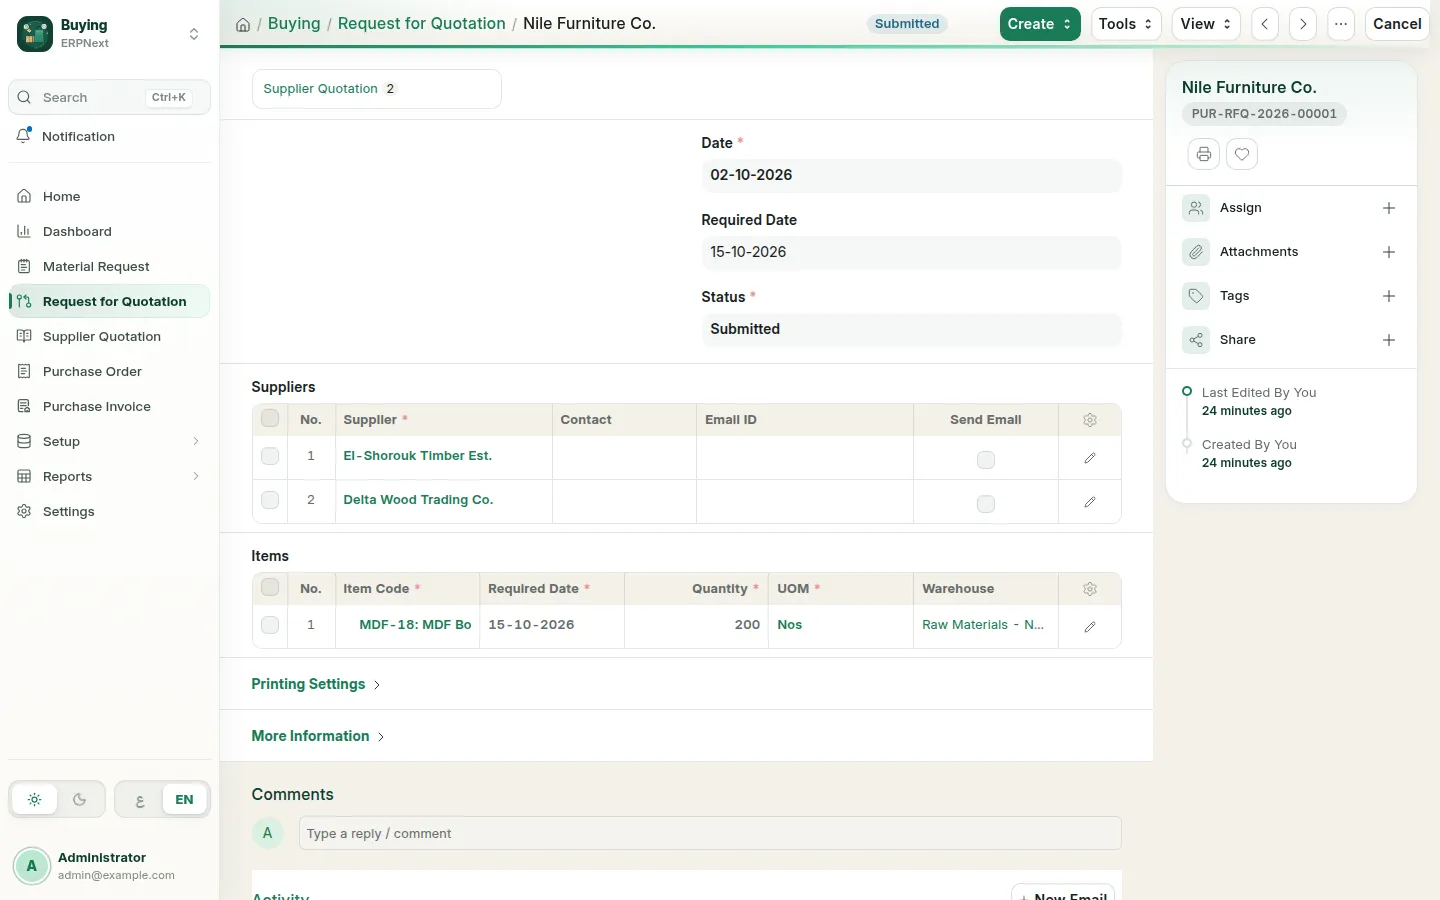 Buying
ERPNext
Search Ctrl+K
Notification
Home
Dashboard
Material Request
Request for Quotation
Supplier Quotation
Purchase Order
Purchase Invoice
Setup
Reports
Settings
ع EN
A Administrator
admin@example.com
/ Buying / Request for Quotation / Nile Furniture Co.
Submitted
Create Tools View ... Cancel
Supplier Quotation 2
Date *
02-10-2026
Required Date
15-10-2026
Status *
Submitted
Suppliers
No. Supplier * Contact Email ID Send Email
1 El-Shorouk Timber Est.
2 Delta Wood Trading Co.
Items
No. Item Code * Required Date * Quantity * UOM * Warehouse
1 MDF-18: MDF Bo 15-10-2026 200 Nos Raw Materials - N...
Printing Settings
More Information
Comments
A Type a reply / comment
Activity + New Email
Nile Furniture Co.
PUR-RFQ-2026-00001
Assign
Attachments
Tags
Share
Last Edited By You
24 minutes ago
Created By You
24 minutes ago